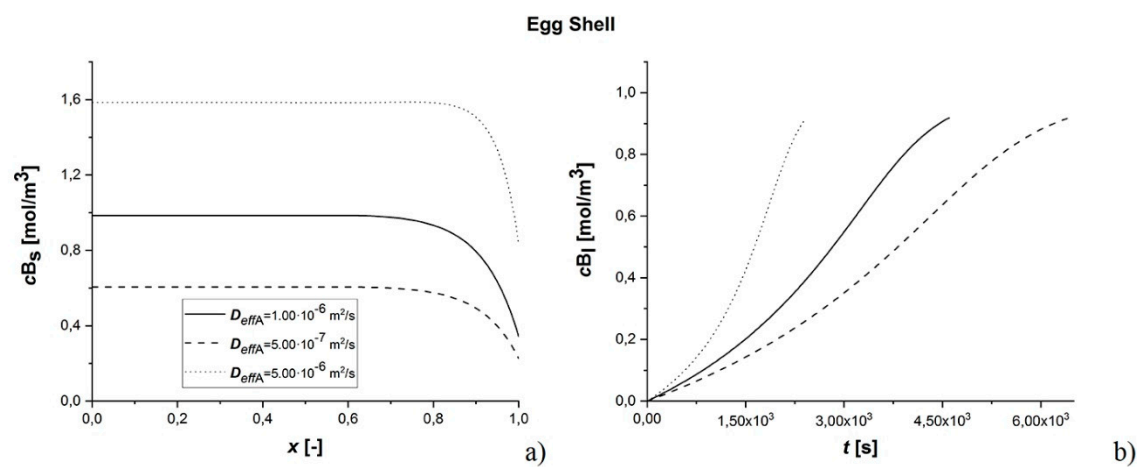 Egg Shell
cBs [mol/m³]
1,6
1,2
0,8
0,4
0,0
D_effA=1.00·10⁻⁶ m²/s
D_effA=5.00·10⁻⁷ m²/s
D_effA=5.00·10⁻⁶ m²/s
0,0 0,2 0,4 0,6 0,8 1,0
x [-]
a)
cBl [mol/m³]
1,0
0,8
0,6
0,4
0,2
0,0
0,00 1,50x10³ 3,00x10³ 4,50x10³ 6,00x10³
t [s]
b)